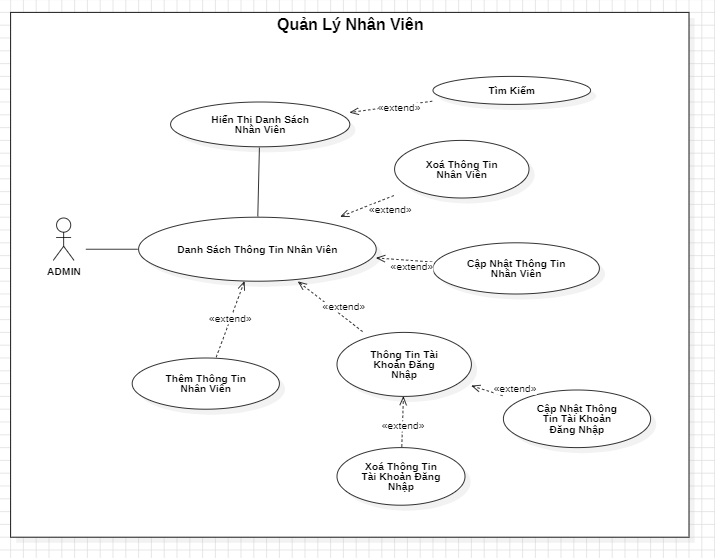 Quản Lý Nhân Viên
Tìm Kiếm
«extend»
Hiển Thị Danh Sách
Nhân Viên
Xoá Thông Tin
Nhân Viên
«extend»
Danh Sách Thông Tin Nhân Viên
ADMIN
«extend»
Cập Nhật Thông Tin
Nhân Viên
«extend»
«extend»
Thông Tin Tài
Khoản Đăng
Nhập
Thêm Thông Tin
Nhân Viên
«extend»
Cập Nhật Thông
Tin Tài Khoản
Đăng Nhập
«extend»
Xoá Thông Tin
Tài Khoản Đăng
Nhập